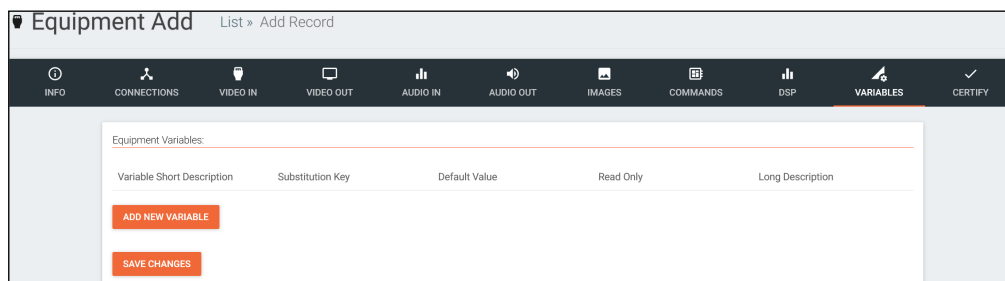 Equipment Add List » Add Record
INFO CONNECTIONS VIDEO IN VIDEO OUT AUDIO IN AUDIO OUT IMAGES COMMANDS DSP VARIABLES CERTIFY
Equipment Variables:
Variable Short Description Substitution Key Default Value Read Only Long Description
ADD NEW VARIABLE
SAVE CHANGES